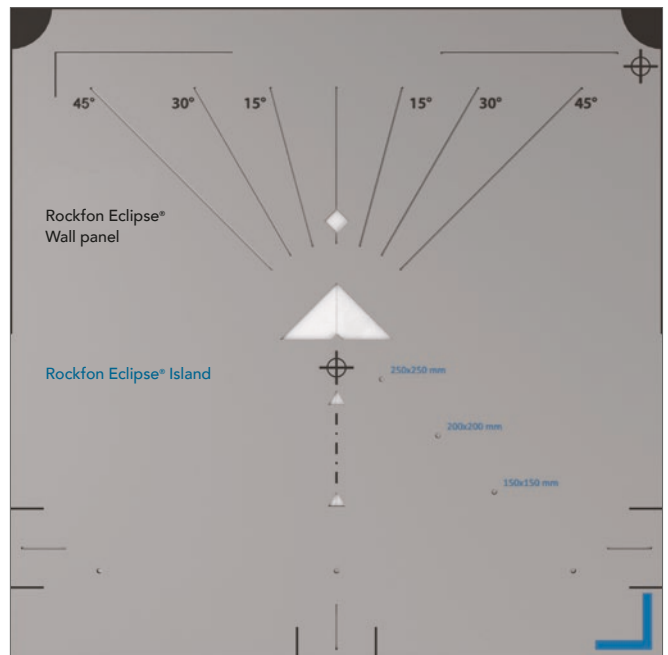 45° 30° 15° 15° 30° 45°
Rockfon Eclipse®
Wall panel
Rockfon Eclipse® Island
250x250 mm
200x200 mm
150x150 mm